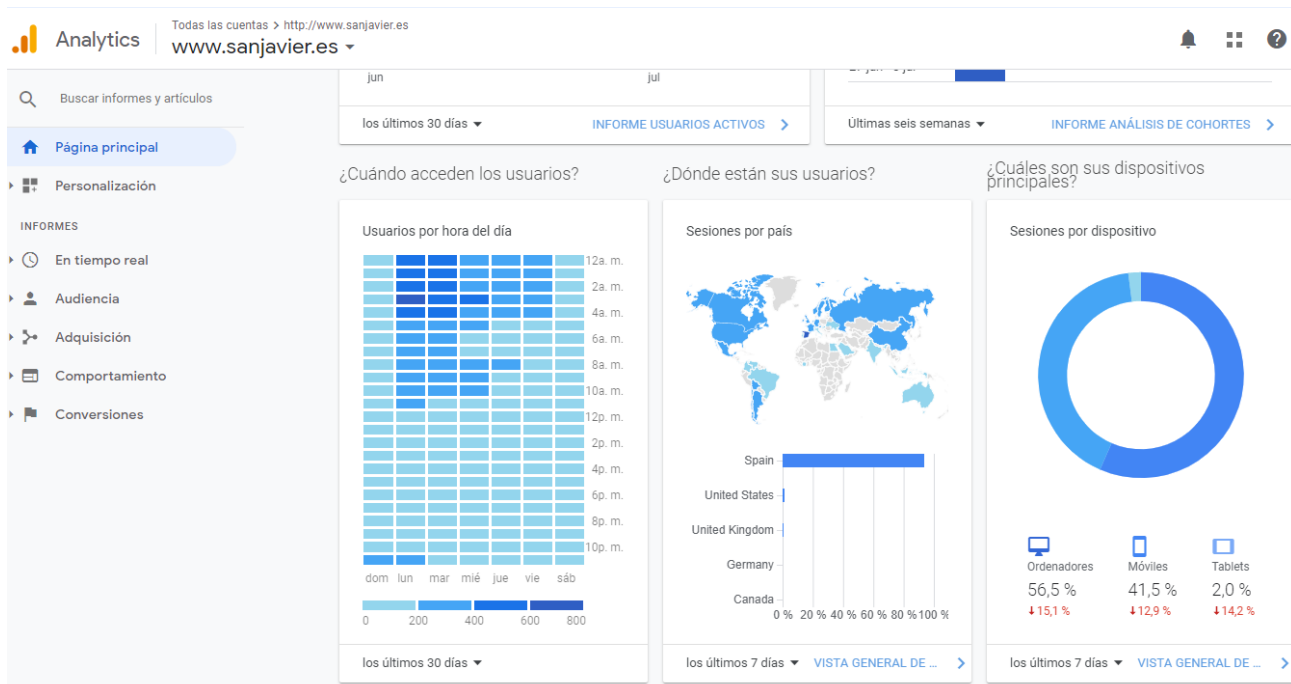 Analytics
Todas las cuentas > http://www.sanjavier.es
www.sanjavier.es
Buscar informes y artículos
Página principal
Personalización
INFORMES
En tiempo real
Audiencia
Adquisición
Comportamiento
Conversiones
jun jul
los últimos 30 días INFORME USUARIOS ACTIVOS
Últimas seis semanas INFORME ANÁLISIS DE COHORTES
¿Cuándo acceden los usuarios?
Usuarios por hora del día
12a. m.
2a. m.
4a. m.
6a. m.
8a. m.
10a. m.
12p. m.
2p. m.
4p. m.
6p. m.
8p. m.
10p. m.
dom lun mar mié jue vie sáb
0 200 400 600 800
los últimos 30 días
¿Dónde están sus usuarios?
Sesiones por país
Spain
United States
United Kingdom
Germany
Canada
0 % 20 % 40 % 60 % 80 % 100 %
los últimos 7 días VISTA GENERAL DE ...
¿Cuáles son sus dispositivos
principales?
Sesiones por dispositivo
Ordenadores Móviles Tablets
56,5 % 41,5 % 2,0 %
15,1 % 12,9 % 14,2 %
los últimos 7 días VISTA GENERAL DE ...